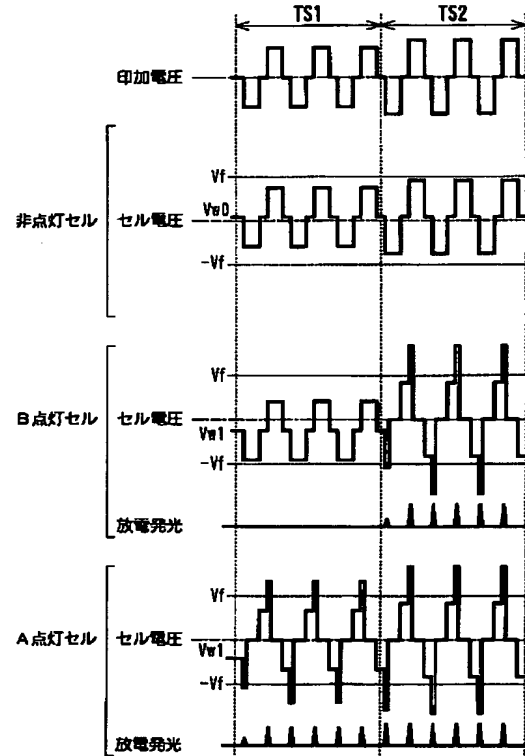 TS1 TS2
印加電圧
Vf
非点灯セル セル電圧 Vw0
-Vf
Vf
B点灯セル セル電圧
Vw1
-Vf
放電発光
Vf
A点灯セル セル電圧
Vw1
-Vf
放電発光